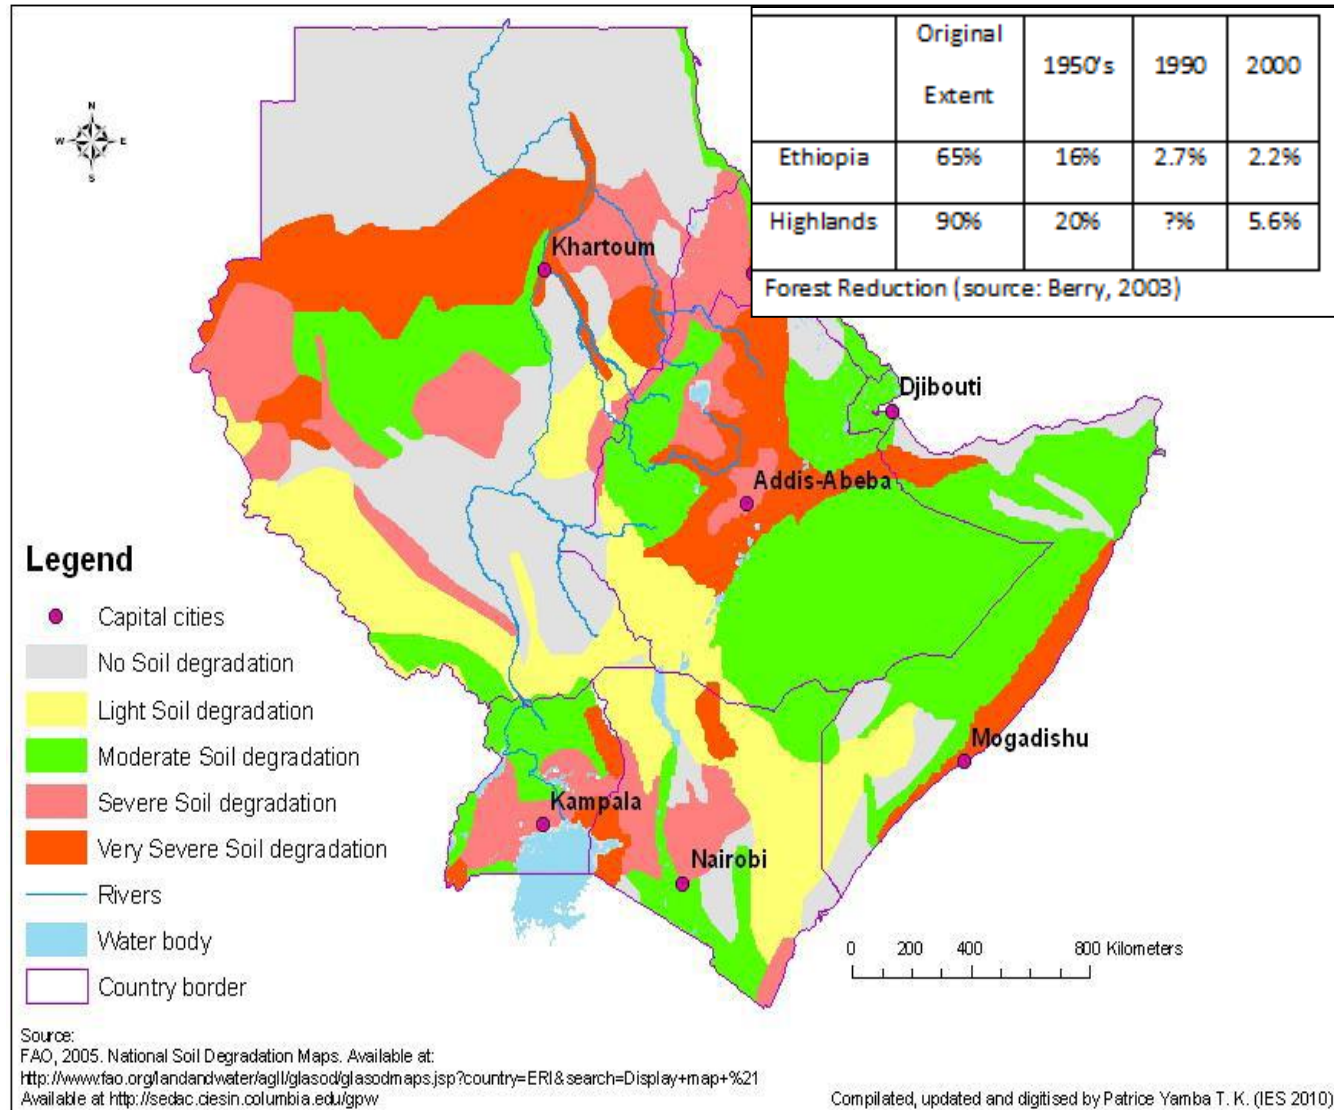 Original
Extent
1950's
1990
2000
Ethiopia
65%
16%
2.7%
2.2%
Highlands
90%
20%
?%
5.6%
Forest Reduction (source: Berry, 2003)
N
W
E
S
Khartoum
Djibouti
Addis-Abeba
Mogadishu
Kampala
Nairobi
Legend
Capital cities
No Soil degradation
Light Soil degradation
Moderate Soil degradation
Severe Soil degradation
Very Severe Soil degradation
Rivers
Water body
Country border
0 200 400 800 Kilometers
Source:
FAO, 2005. National Soil Degradation Maps. Available at:
http://www.fao.org/landandwater/agll/glasod/glasodmaps.jsp?country=ERI&search=Display+map+%21
Available at http://sedac.ciesin.columbia.edu/gpw
Compilated, updated and digitised by Patrice Yamba T. K. (IES 2010)